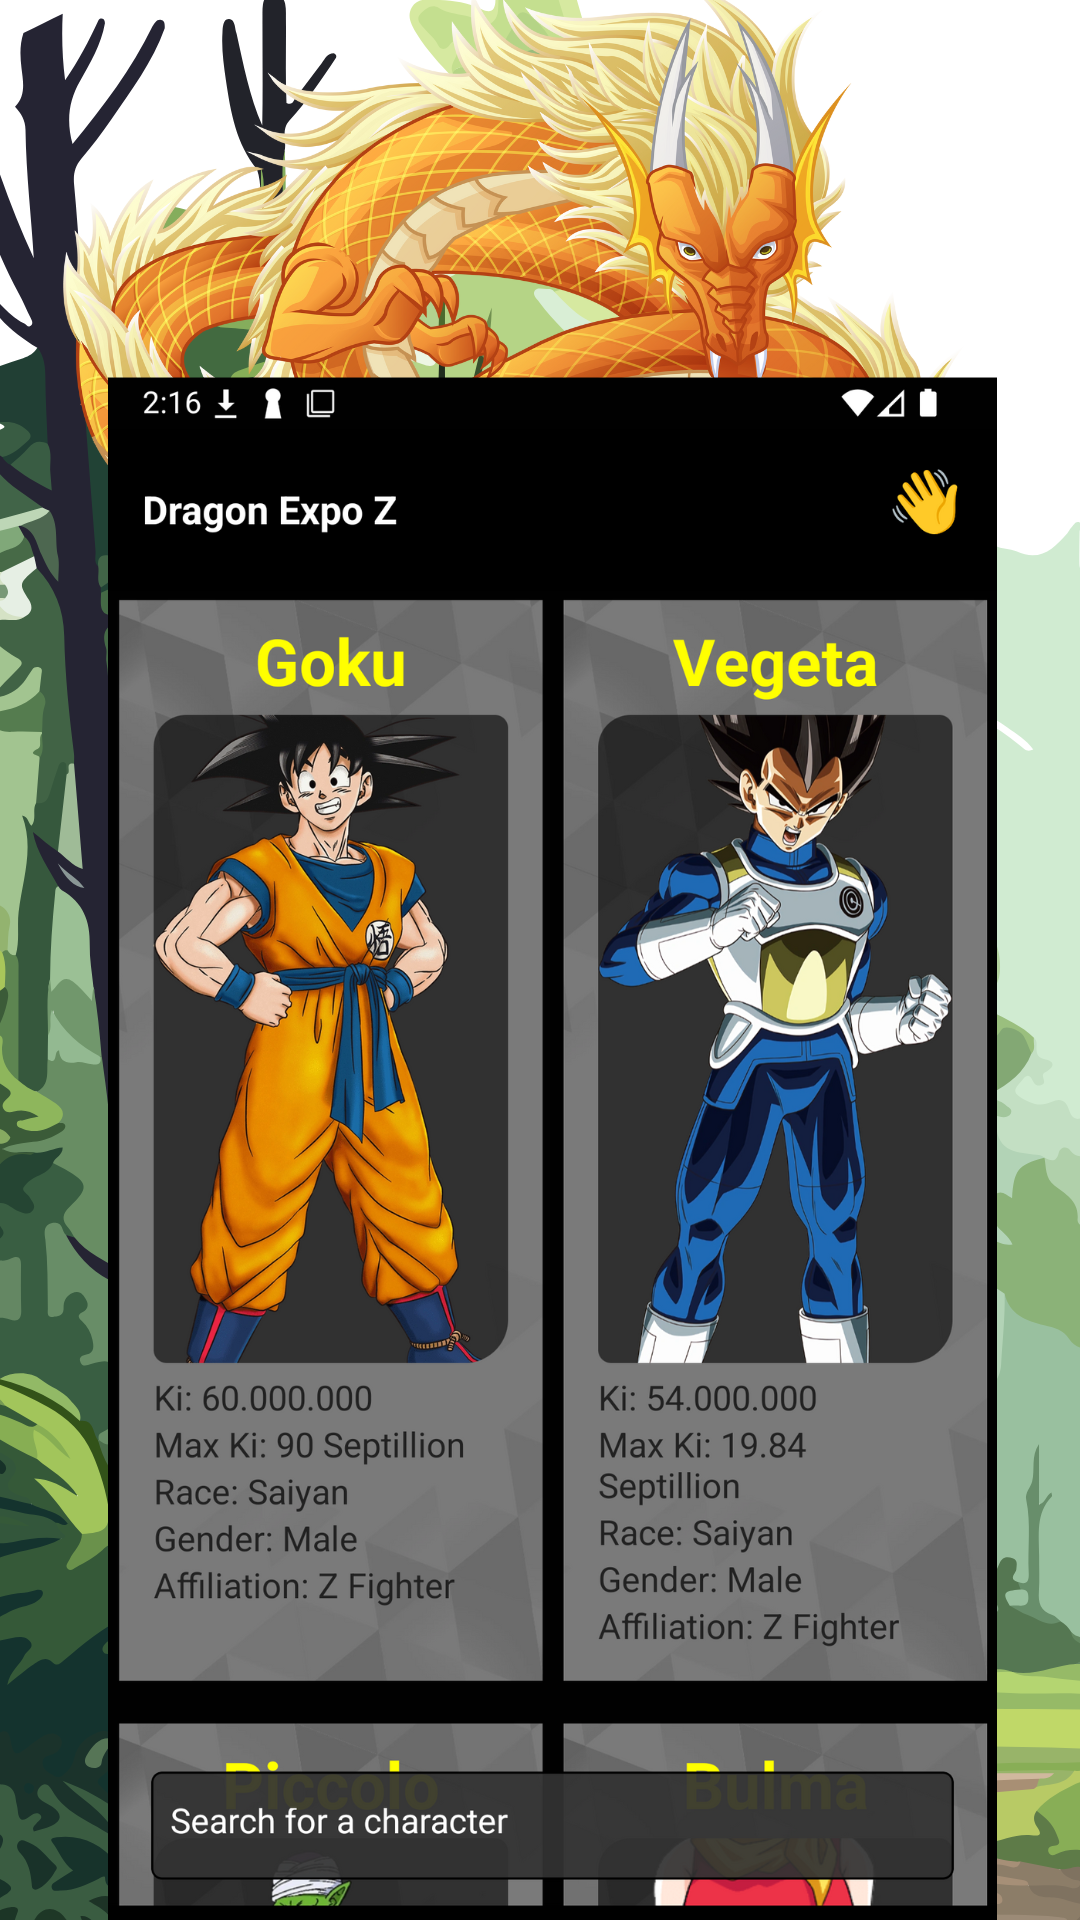 2:16
Dragon Expo Z
Goku
Vegeta
悟
Ki: 60.000.000
Max Ki: 90 Septillion
Race: Saiyan
Gender: Male
Affiliation: Z Fighter
Ki: 54.000.000
Max Ki: 19.84
Septillion
Race: Saiyan
Gender: Male
Affiliation: Z Fighter
Piccolo
Bulma
Search for a character